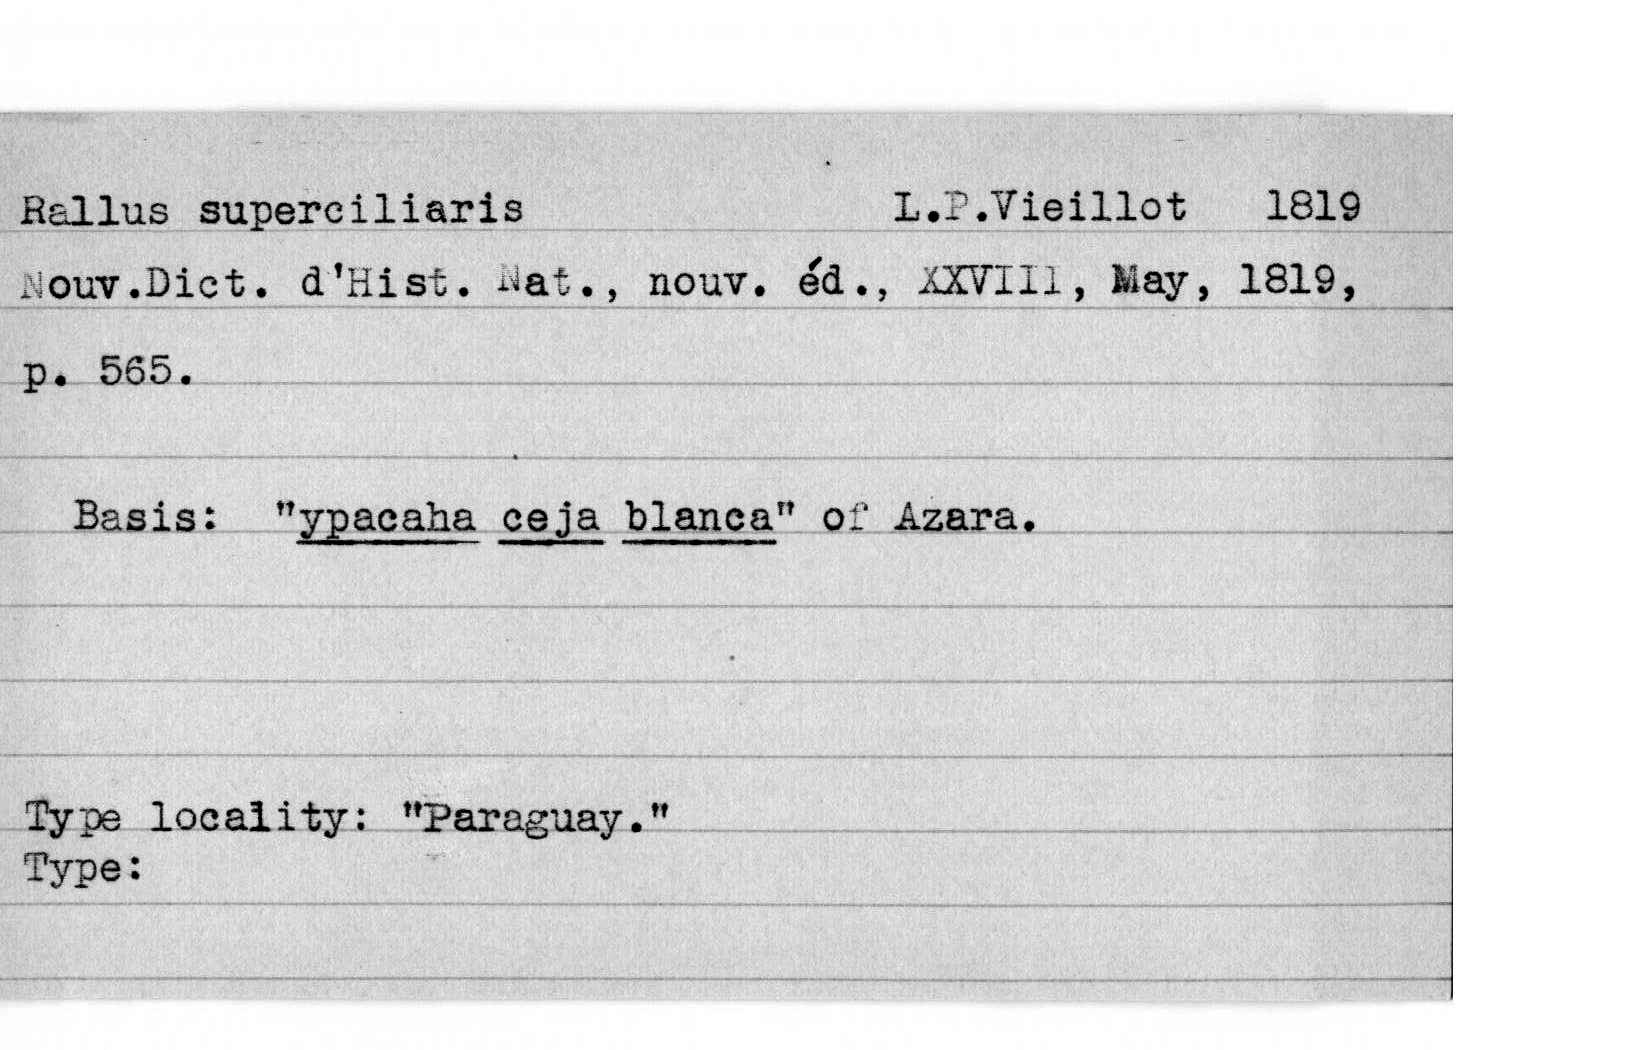 Rallus superciliaris L.P.Vieillot 1819
Nouv.Dict. d'Hist. Nat., nouv. éd., XXVIII, May, 1819,
p. 565.
Basis: "ypacaha ceja blanca" of Azara.
Type locality: "Paraguay."
Type: